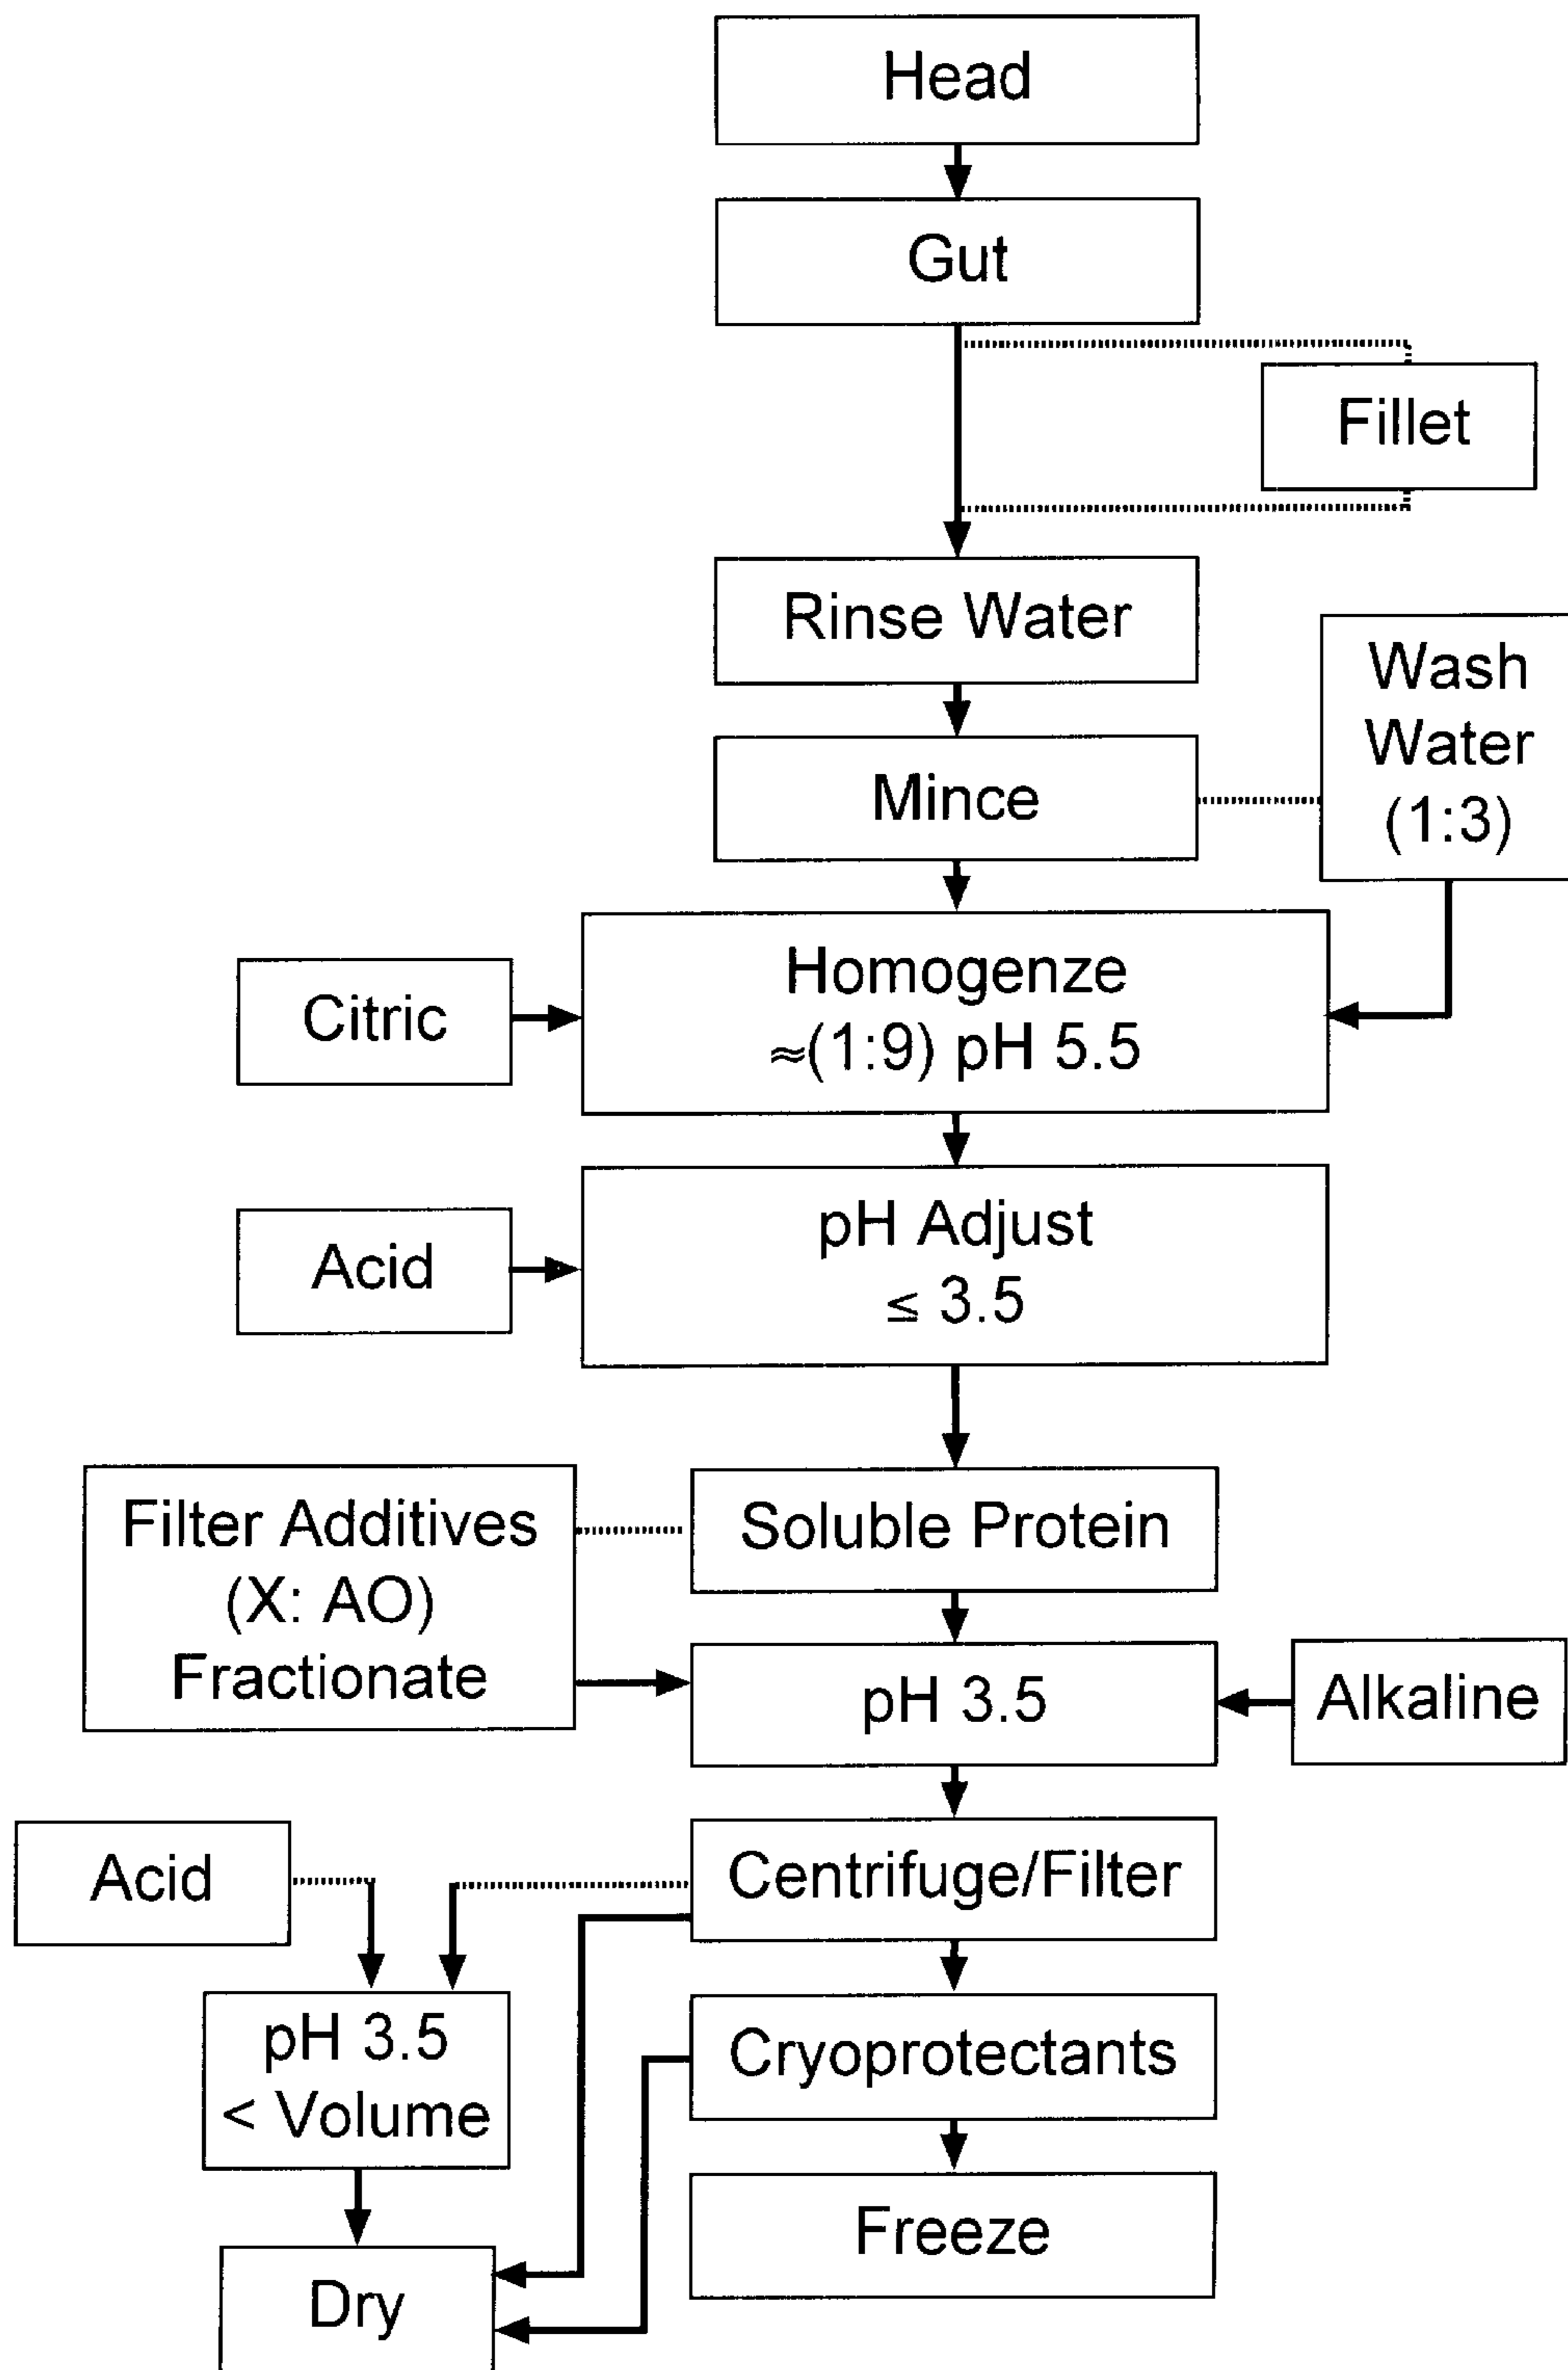 Head
Gut
Fillet
Rinse Water
Wash
Water
(1:3)
Mince
Homogenze
≈(1:9) pH 5.5
Citric
pH Adjust
≤ 3.5
Acid
Filter Additives
(X: AO)
Fractionate
Soluble Protein
pH 3.5
Alkaline
Acid
Centrifuge/Filter
pH 3.5
< Volume
Cryoprotectants
Freeze
Dry